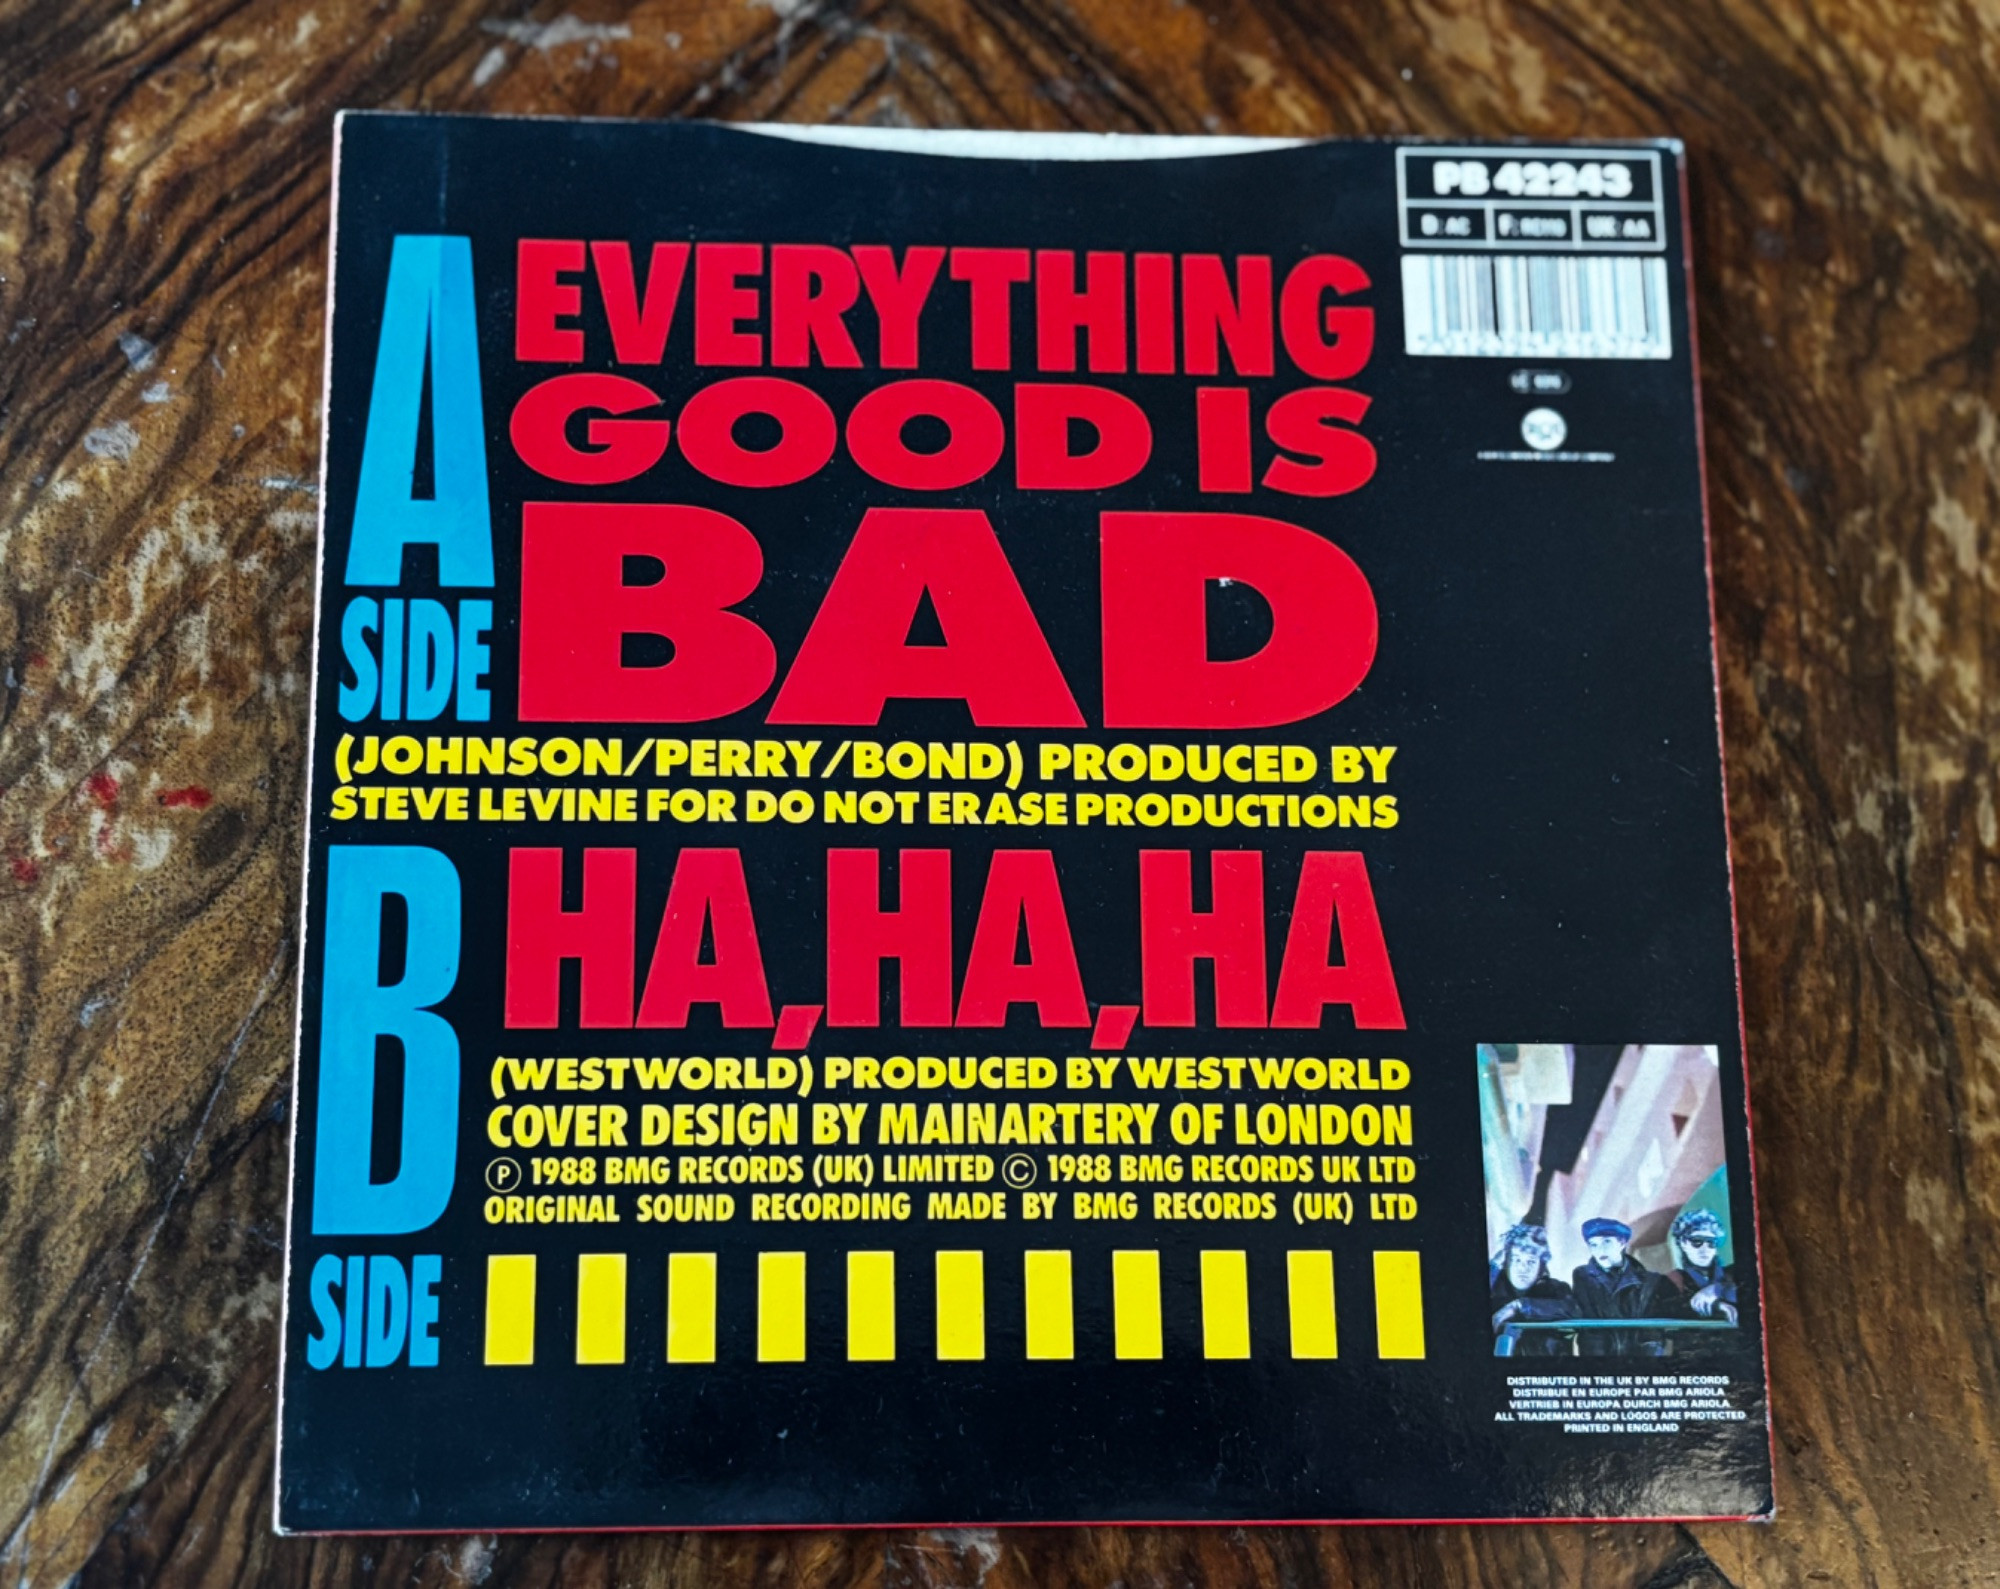 PB 42243
UK: AA
A
SIDE
EVERYTHING
GOOD IS
BAD
(JOHNSON/PERRY/BOND) PRODUCED BY
STEVE LEVINE FOR DO NOT ERASE PRODUCTIONS
B
SIDE
HA, HA, HA
(WESTWORLD) PRODUCED BY WESTWORLD
COVER DESIGN BY MAINARTERY OF LONDON
Ⓟ 1988 BMG RECORDS (UK) LIMITED © 1988 BMG RECORDS UK LTD
ORIGINAL SOUND RECORDING MADE BY BMG RECORDS (UK) LTD
DISTRIBUTED IN THE UK BY BMG RECORDS
DISTRIBUE EN EUROPE PAR BMG ARIOLA
VERTRIEB IN EUROPA DURCH BMG ARIOLA
ALL TRADEMARKS AND LOGOS ARE PROTECTED
PRINTED IN ENGLAND